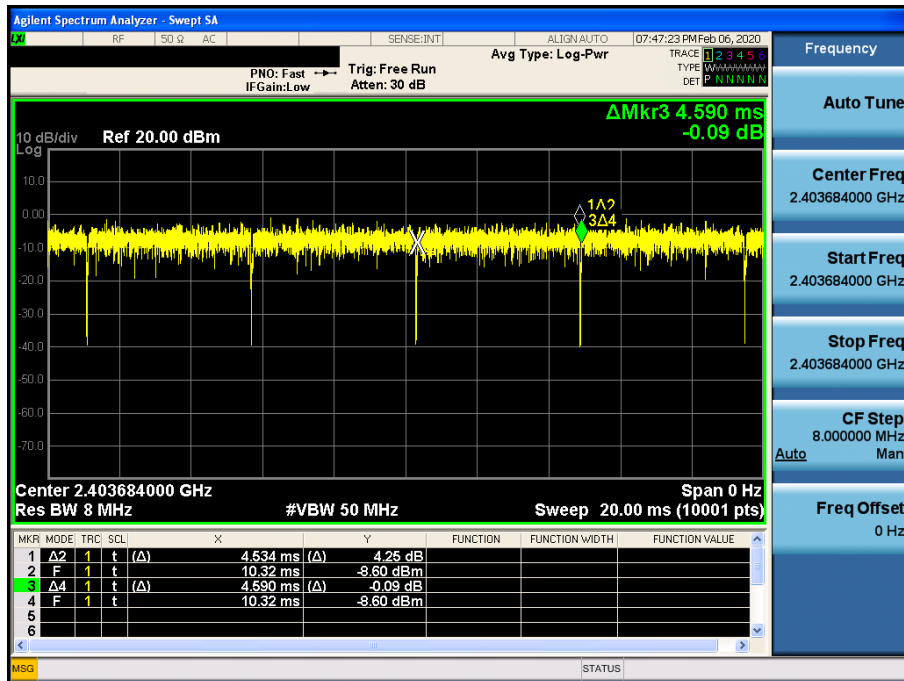 Agilent Spectrum Analyzer - Swept SA
LXI RF 50 Ω AC SENSE:INT ALIGN AUTO 07:47:23 PM Feb 06, 2020
Frequency
Avg Type: Log-Pwr
TRACE 1 2 3 4 5 6
PNO: Fast Trig: Free Run
TYPE WWWWWW
IFGain:Low Atten: 30 dB
DET P N N N N N
Auto Tune
ΔMkr3 4.590 ms
10 dB/div Ref 20.00 dBm -0.09 dB
Log
10.0
Center Freq
2.403684000 GHz
1Δ2
0.00
3Δ4
X
-10.0
Start Freq
2.403684000 GHz
-20.0
-30.0
Stop Freq
2.403684000 GHz
-40.0
-50.0
-60.0
CF Step
8.000000 MHz
Auto Man
-70.0
Center 2.403684000 GHz Span 0 Hz
Res BW 8 MHz #VBW 50 MHz Sweep 20.00 ms (10001 pts)
Freq Offset
0 Hz
MKR MODE TRC SCL X Y FUNCTION FUNCTION WIDTH FUNCTION VALUE
1 Δ2 1 t (Δ) 4.534 ms (Δ) 4.25 dB
2 F 1 t 10.32 ms -8.60 dBm
3 Δ4 1 t (Δ) 4.590 ms (Δ) -0.09 dB
4 F 1 t 10.32 ms -8.60 dBm
5
6
MSG STATUS